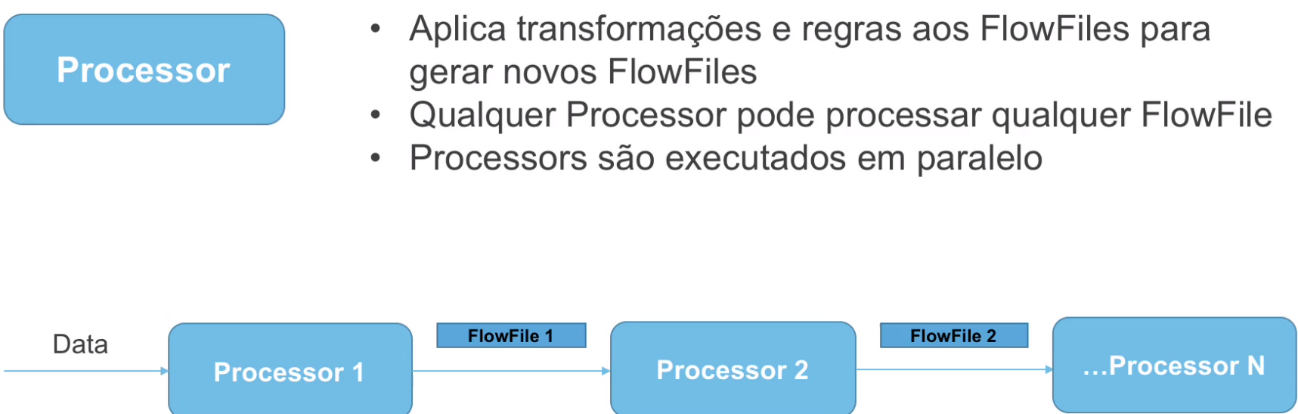 Processor
• Aplica transformações e regras aos FlowFiles para
gerar novos FlowFiles
• Qualquer Processor pode processar qualquer FlowFile
• Processors são executados em paralelo
Data
Processor 1
FlowFile 1
Processor 2
FlowFile 2
...Processor N